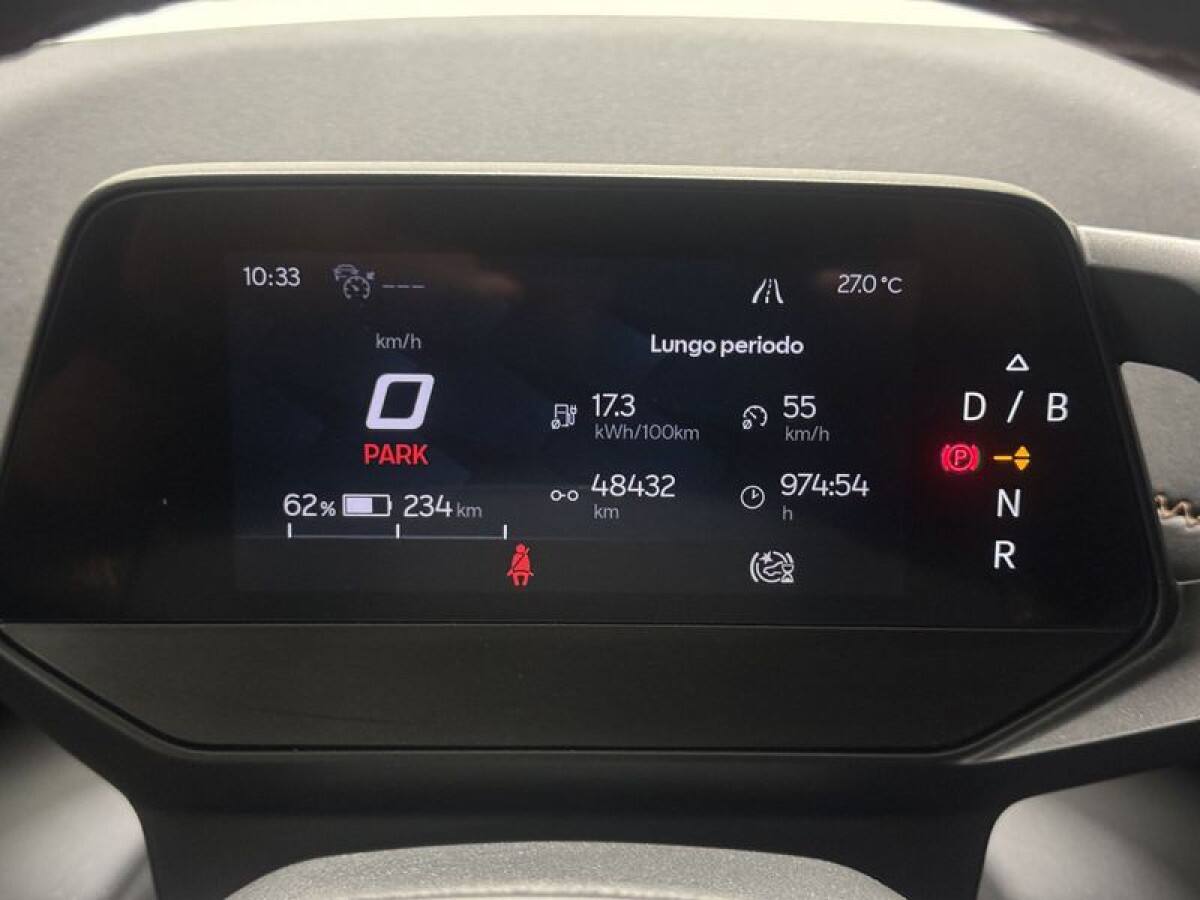 10:33 --- 27.0 °C
km/h
Lungo periodo
0
PARK
17.3
kWh/100km
55
km/h
62% 234 km
48432
km
974:54
h
D / B
P
N
R